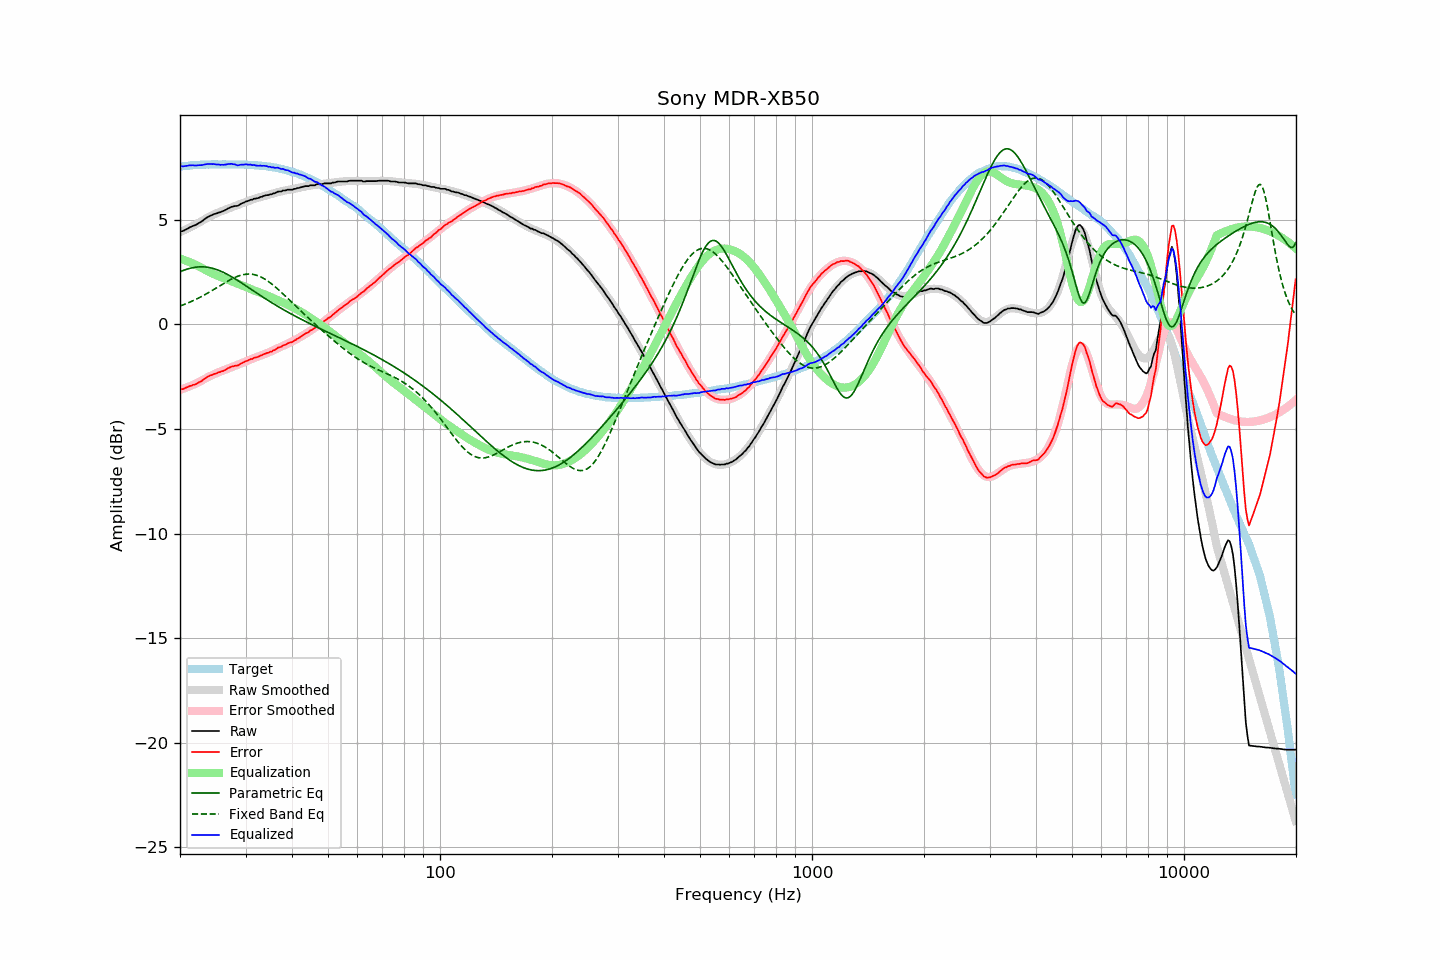 Sony MDR-XB50
Amplitude (dBr)
5
0
−5
−10
−15
−20
−25
Target
Raw Smoothed
Error Smoothed
Raw
Error
Equalization
Parametric Eq
Fixed Band Eq
Equalized
100
1000
10000
Frequency (Hz)